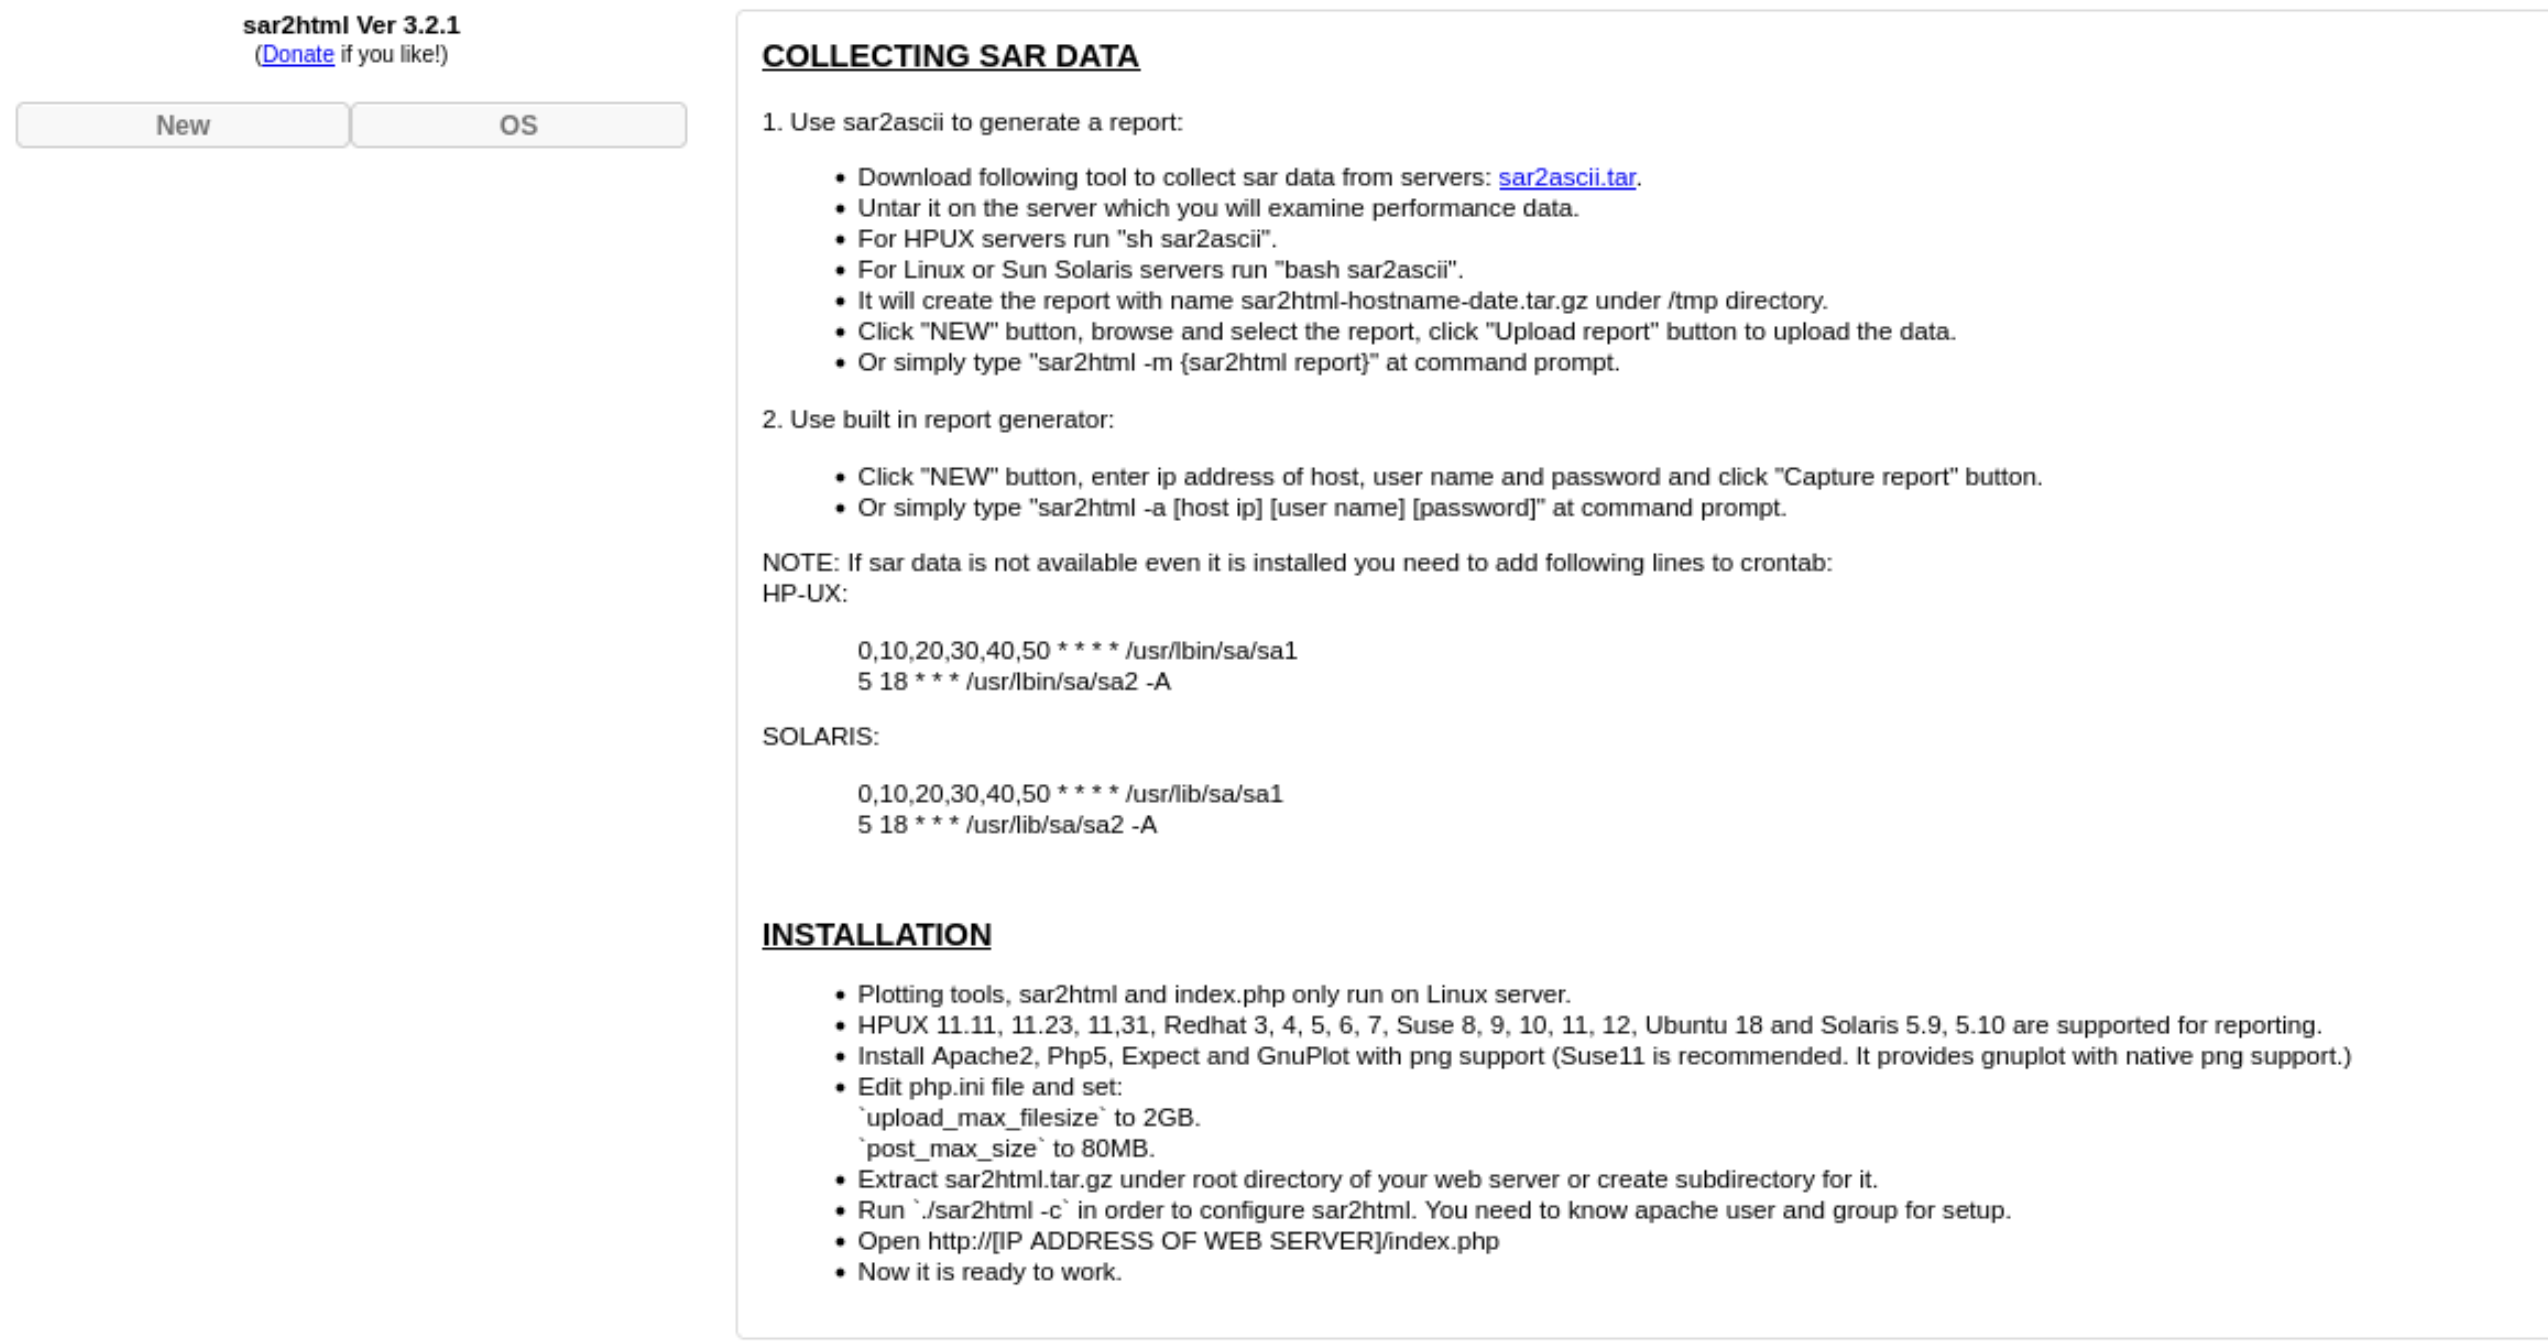 sar2html Ver 3.2.1
(Donate if you like!)
New
OS
COLLECTING SAR DATA
1. Use sar2ascii to generate a report:
• Download following tool to collect sar data from servers: sar2ascii.tar.
• Untar it on the server which you will examine performance data.
• For HPUX servers run "sh sar2ascii".
• For Linux or Sun Solaris servers run "bash sar2ascii".
• It will create the report with name sar2html-hostname-date.tar.gz under /tmp directory.
• Click "NEW" button, browse and select the report, click "Upload report" button to upload the data.
• Or simply type "sar2html -m {sar2html report}" at command prompt.
2. Use built in report generator:
• Click "NEW" button, enter ip address of host, user name and password and click "Capture report" button.
• Or simply type "sar2html -a [host ip] [user name] [password]" at command prompt.
NOTE: If sar data is not available even it is installed you need to add following lines to crontab:
HP-UX:
0,10,20,30,40,50 * * * * /usr/lbin/sa/sa1
5 18 * * * /usr/lbin/sa/sa2 -A
SOLARIS:
0,10,20,30,40,50 * * * * /usr/lib/sa/sa1
5 18 * * * /usr/lib/sa/sa2 -A
INSTALLATION
• Plotting tools, sar2html and index.php only run on Linux server.
• HPUX 11.11, 11.23, 11,31, Redhat 3, 4, 5, 6, 7, Suse 8, 9, 10, 11, 12, Ubuntu 18 and Solaris 5.9, 5.10 are supported for reporting.
• Install Apache2, Php5, Expect and GnuPlot with png support (Suse11 is recommended. It provides gnuplot with native png support.)
• Edit php.ini file and set:
`upload_max_filesize` to 2GB.
`post_max_size` to 80MB.
• Extract sar2html.tar.gz under root directory of your web server or create subdirectory for it.
• Run `./sar2html -c` in order to configure sar2html. You need to know apache user and group for setup.
• Open http://[IP ADDRESS OF WEB SERVER]/index.php
• Now it is ready to work.